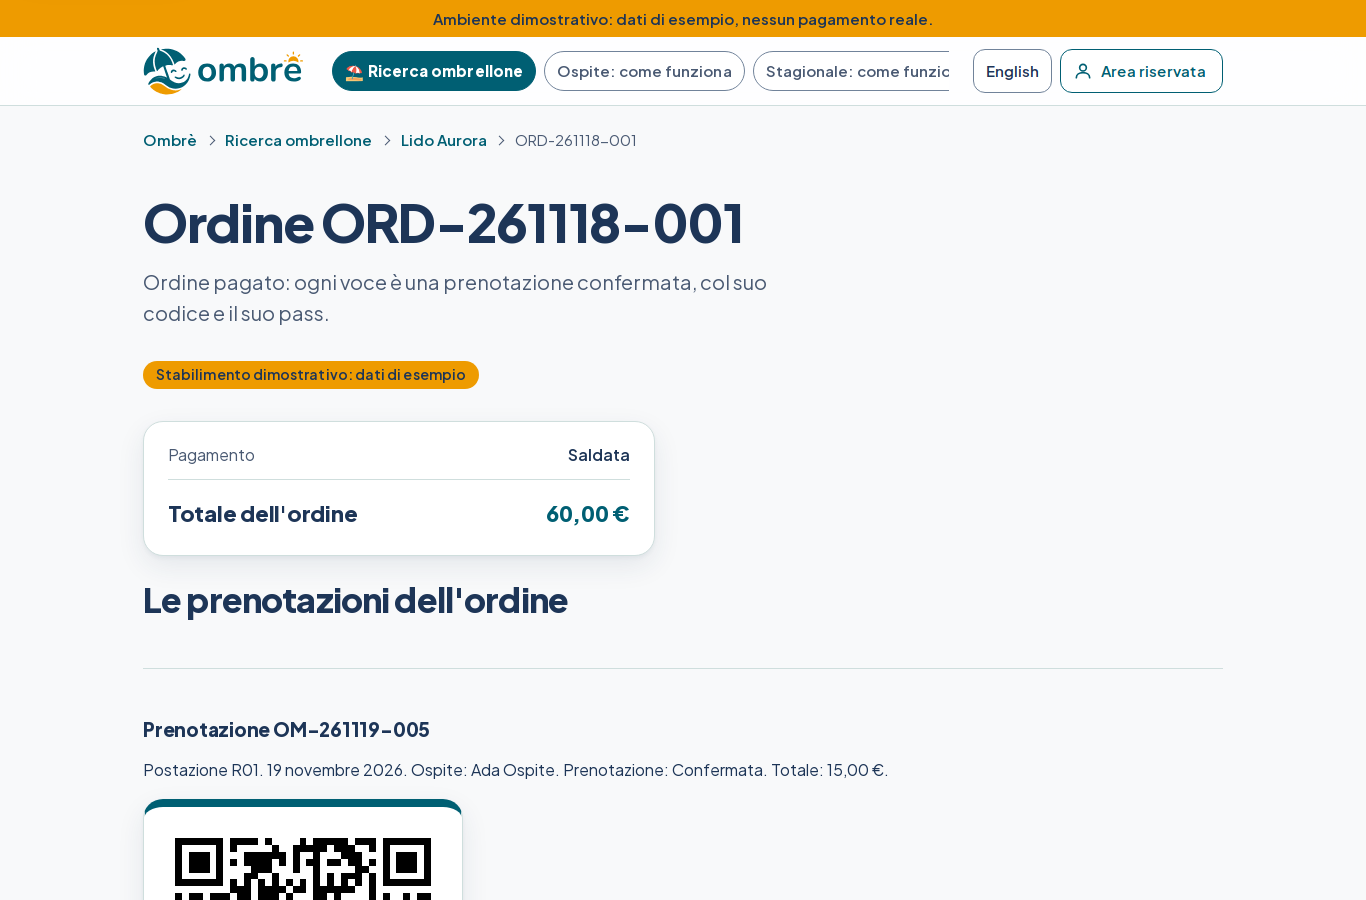 Ambiente dimostrativo: dati di esempio, nessun pagamento reale.
ombrè
Ricerca ombrellone
Ospite: come funziona
Stagionale: come funzio
English
Area riservata
Ombrè
Ricerca ombrellone
Lido Aurora
ORD-261118-001
Ordine ORD-261118-001
Ordine pagato: ogni voce è una prenotazione confermata, col suo
codice e il suo pass.
Stabilimento dimostrativo: dati di esempio
Pagamento
Saldata
Totale dell'ordine
60,00 €
Le prenotazioni dell'ordine
Prenotazione OM-261119-005
Postazione R01. 19 novembre 2026. Ospite: Ada Ospite. Prenotazione: Confermata. Totale: 15,00 €.